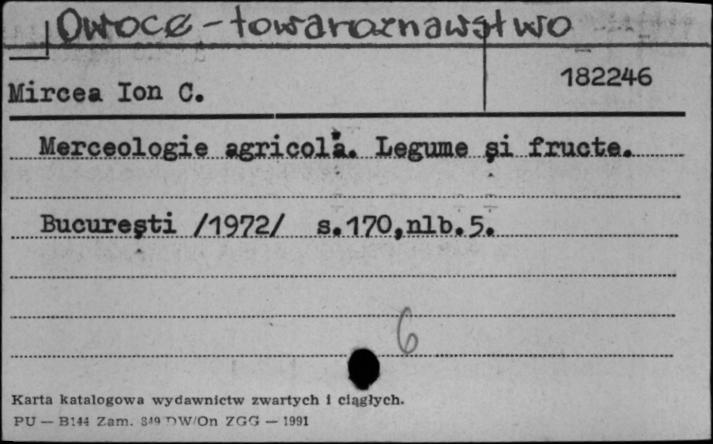 Owoce - towaroznawstwo
182246
Mircea Ion C.
Merceologie agricolă. Legume și fructe.
București /1972/ s.170,nlb.5.
6
Karta katalogowa wydawnictw zwartych i ciągłych.
PU — B144 Zam. 849 DW/On ZGG — 1991